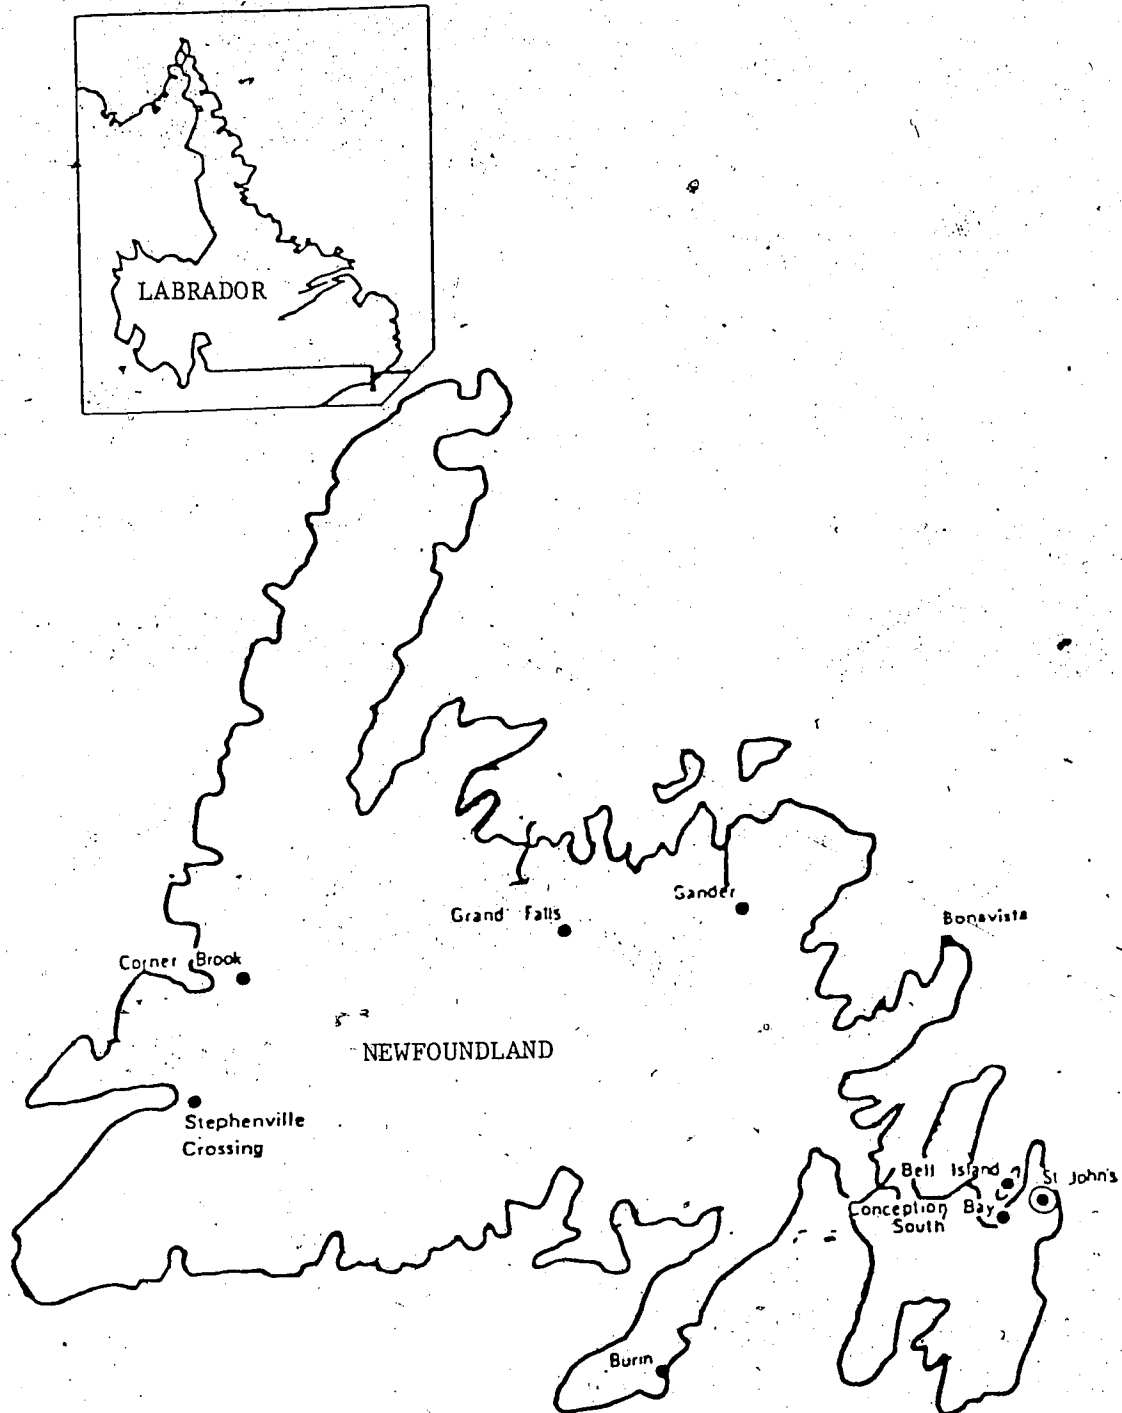 LABRADOR
Gander
Grand Falls
Bonavista
Corner Brook
NEWFOUNDLAND
Stephenville
Crossing
Bell Island
St John's
Conception Bay
South
Burin